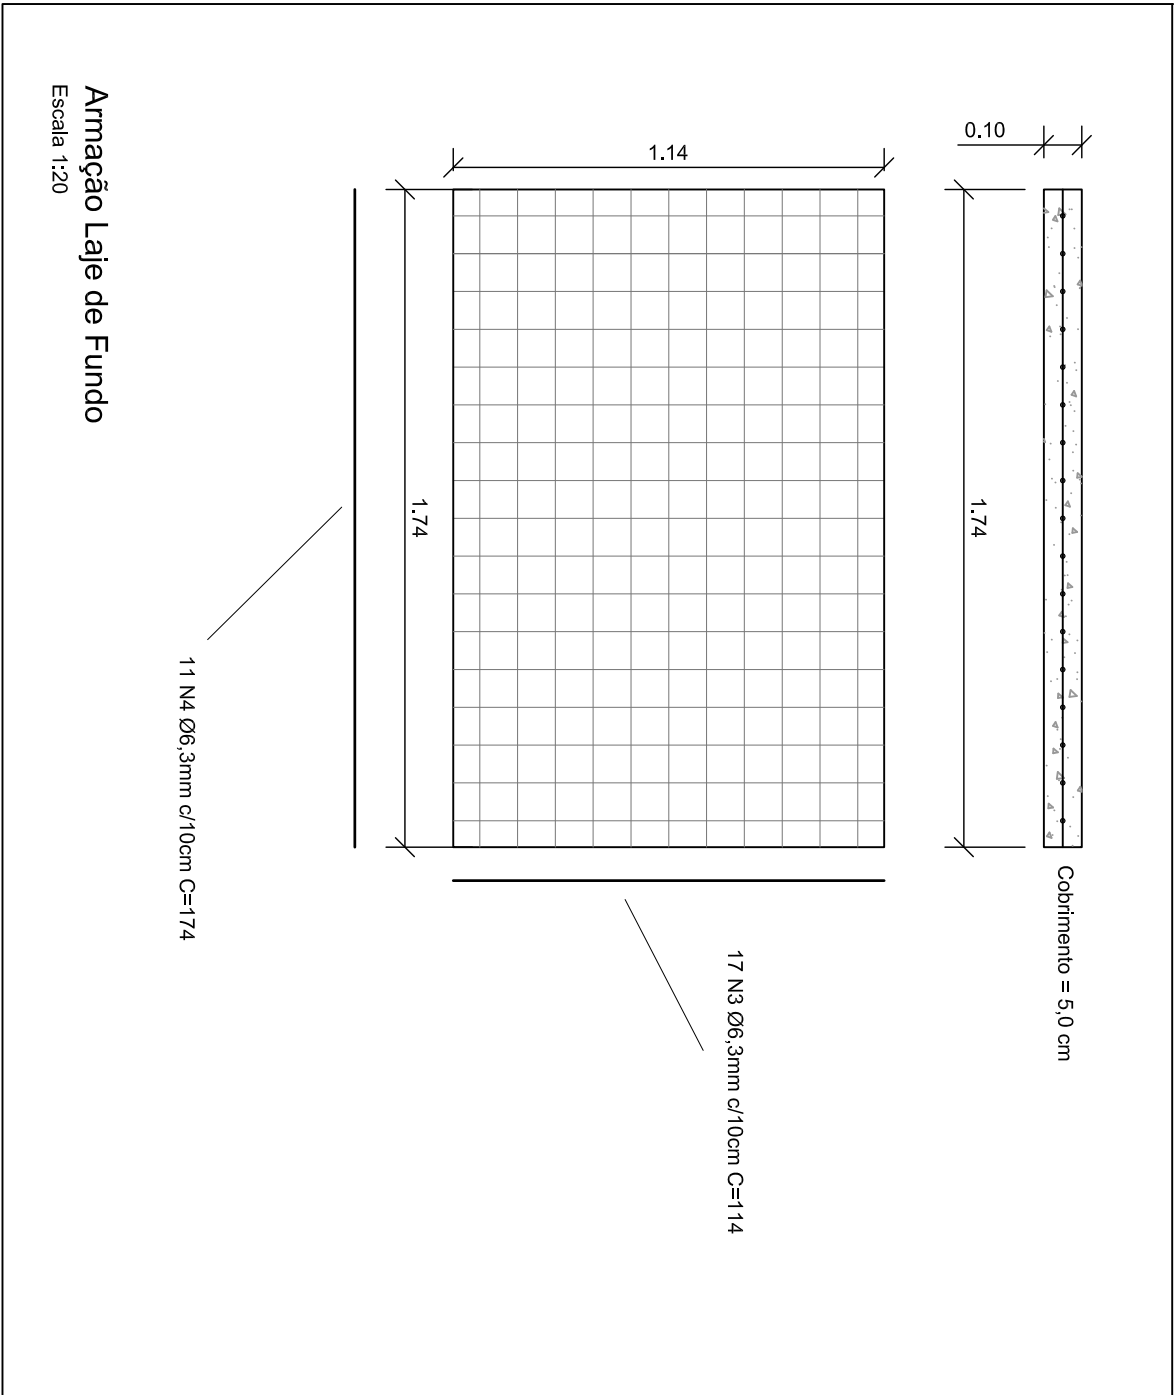 0.10
Cobrimento = 5,0 cm
1.74
1.14
17 N3 Ø6,3mm c/10cm C=114
1.74
11 N4 Ø6,3mm c/10cm C=174
Armação Laje de Fundo
Escala 1:20